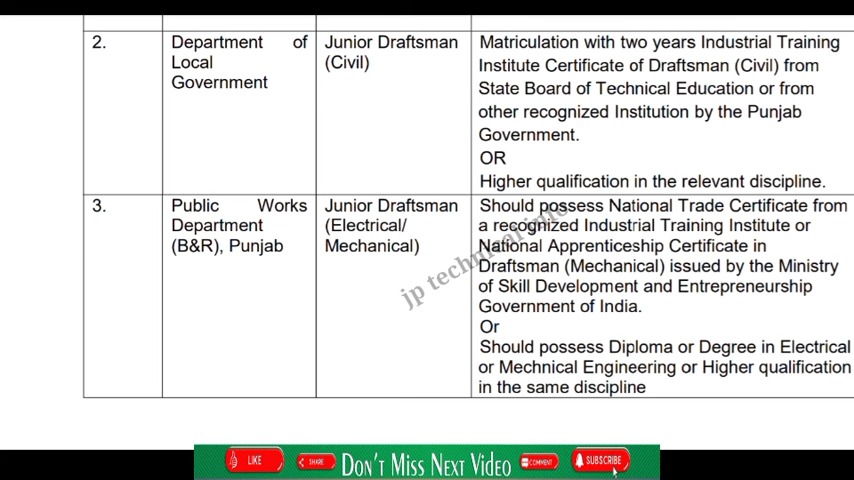 2.
Department of
Local
Government
Junior Draftsman
(Civil)
Matriculation with two years Industrial Training
Institute Certificate of Draftsman (Civil) from
State Board of Technical Education or from
other recognized Institution by the Punjab
Government.
OR
Higher qualification in the relevant discipline.
3.
Public Works
Department
(B&R), Punjab
Junior Draftsman
(Electrical/
Mechanical)
Should possess National Trade Certificate from
a recognized Industrial Training Institute or
National Apprenticeship Certificate in
Draftsman (Mechanical) issued by the Ministry
of Skill Development and Entrepreneurship
Government of India.
Or
Should possess Diploma or Degree in Electrical
or Mechnical Engineering or Higher qualification
in the same discipline
jp technical info
LIKE
SHARE
DON'T MISS NEXT VIDEO
COMMENT
SUBSCRIBE